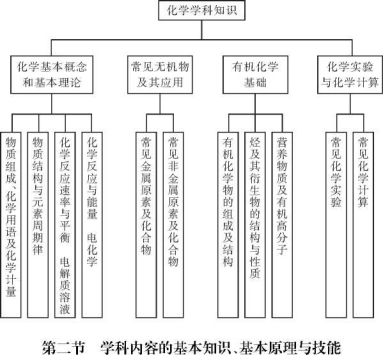 化学学科知识
化学基本概念
和基本理论
常见无机物
及其应用
有机化学
基础
化学实验
与化学计算
物质组成、化学用语及化学计量
物质结构与元素周期律
化学反应速率与平衡 电解质溶液
化学反应与能量 电化学
常见金属原素及化合物
常见非金属原素及化合物
有机化学物的组成及结构
烃及其衍生物的结构与性质
营养物质及有机高分子
常见化学实验
常见化学计算
第二节 学科内容的基本知识、基本原理与技能